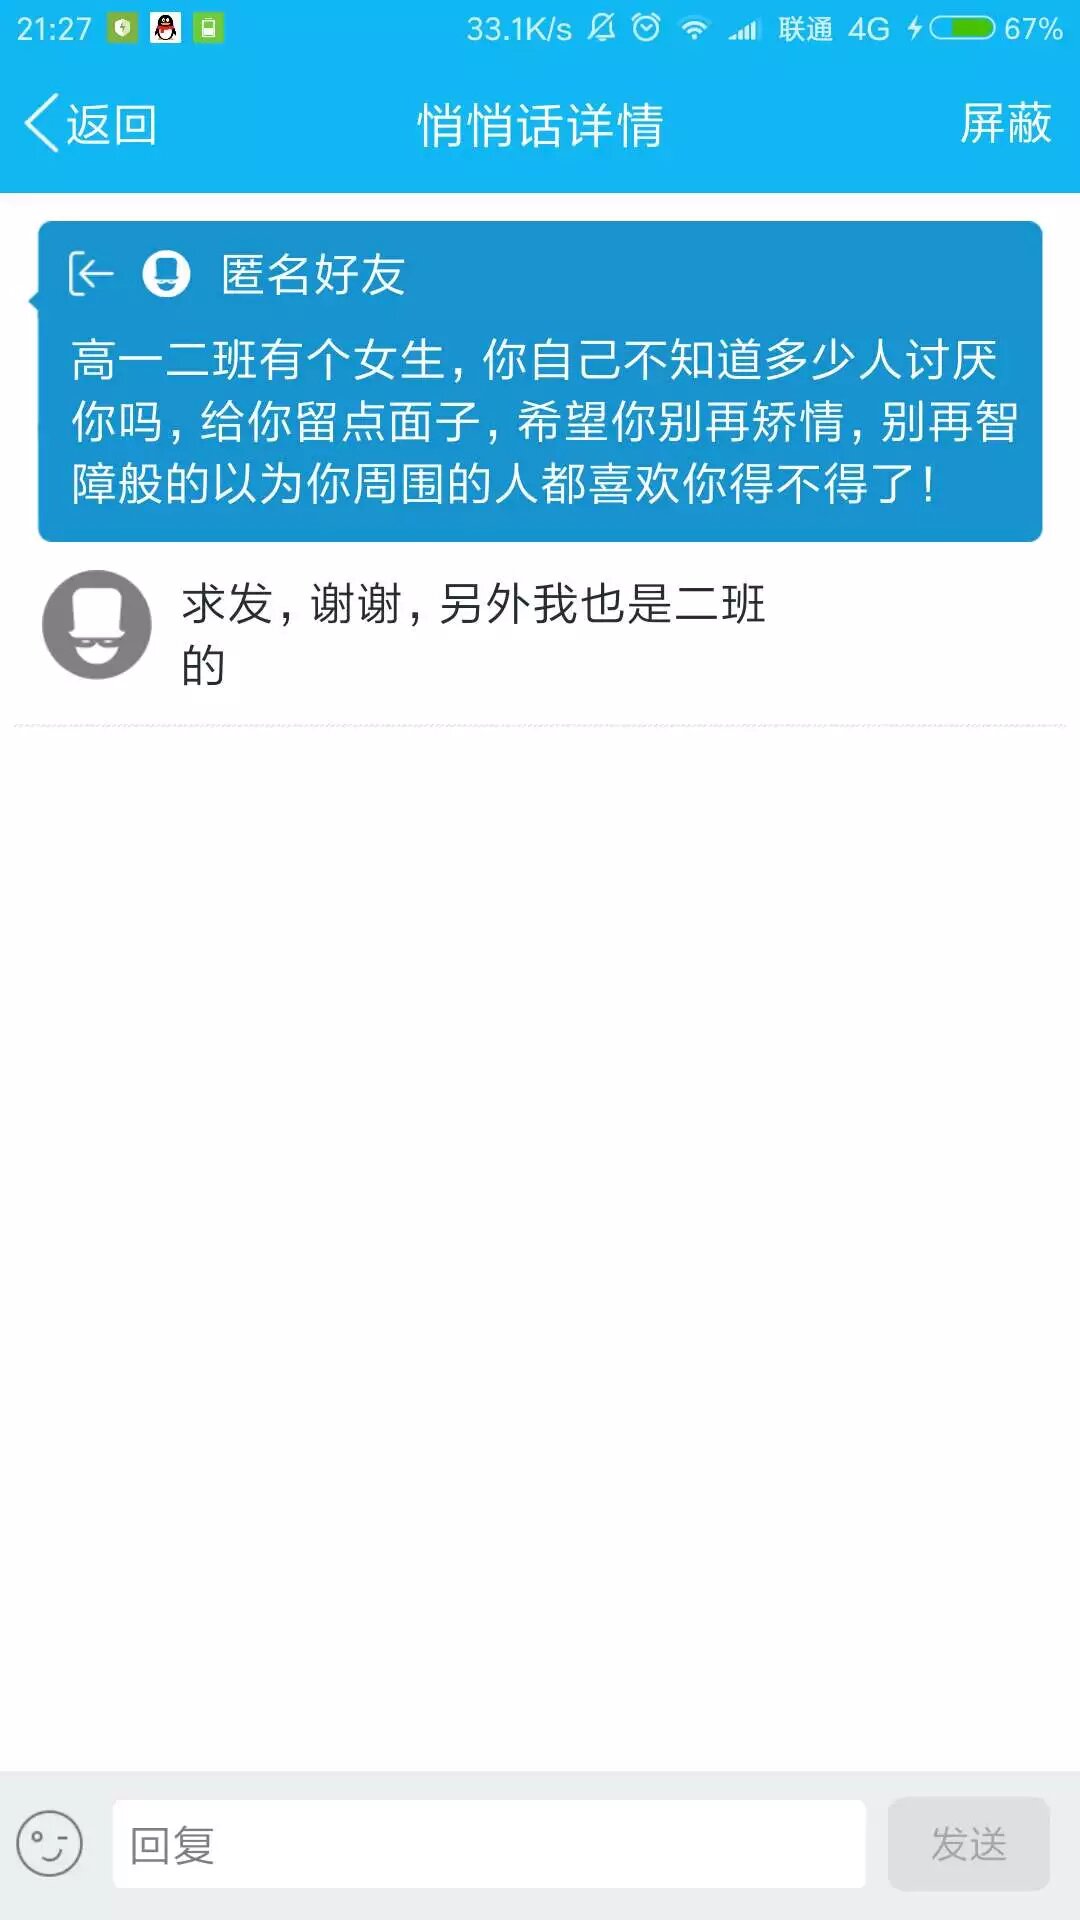 21:27 33.1K/s 联通 4G 67%
返回 悄悄话详情 屏蔽
匿名好友
高一二班有个女生,你自己不知道多少人讨厌
你吗,给你留点面子,希望你别再矫情,别再智
障般的以为你周围的人都喜欢你得不得了!
求发,谢谢,另外我也是二班
的
回复 发送